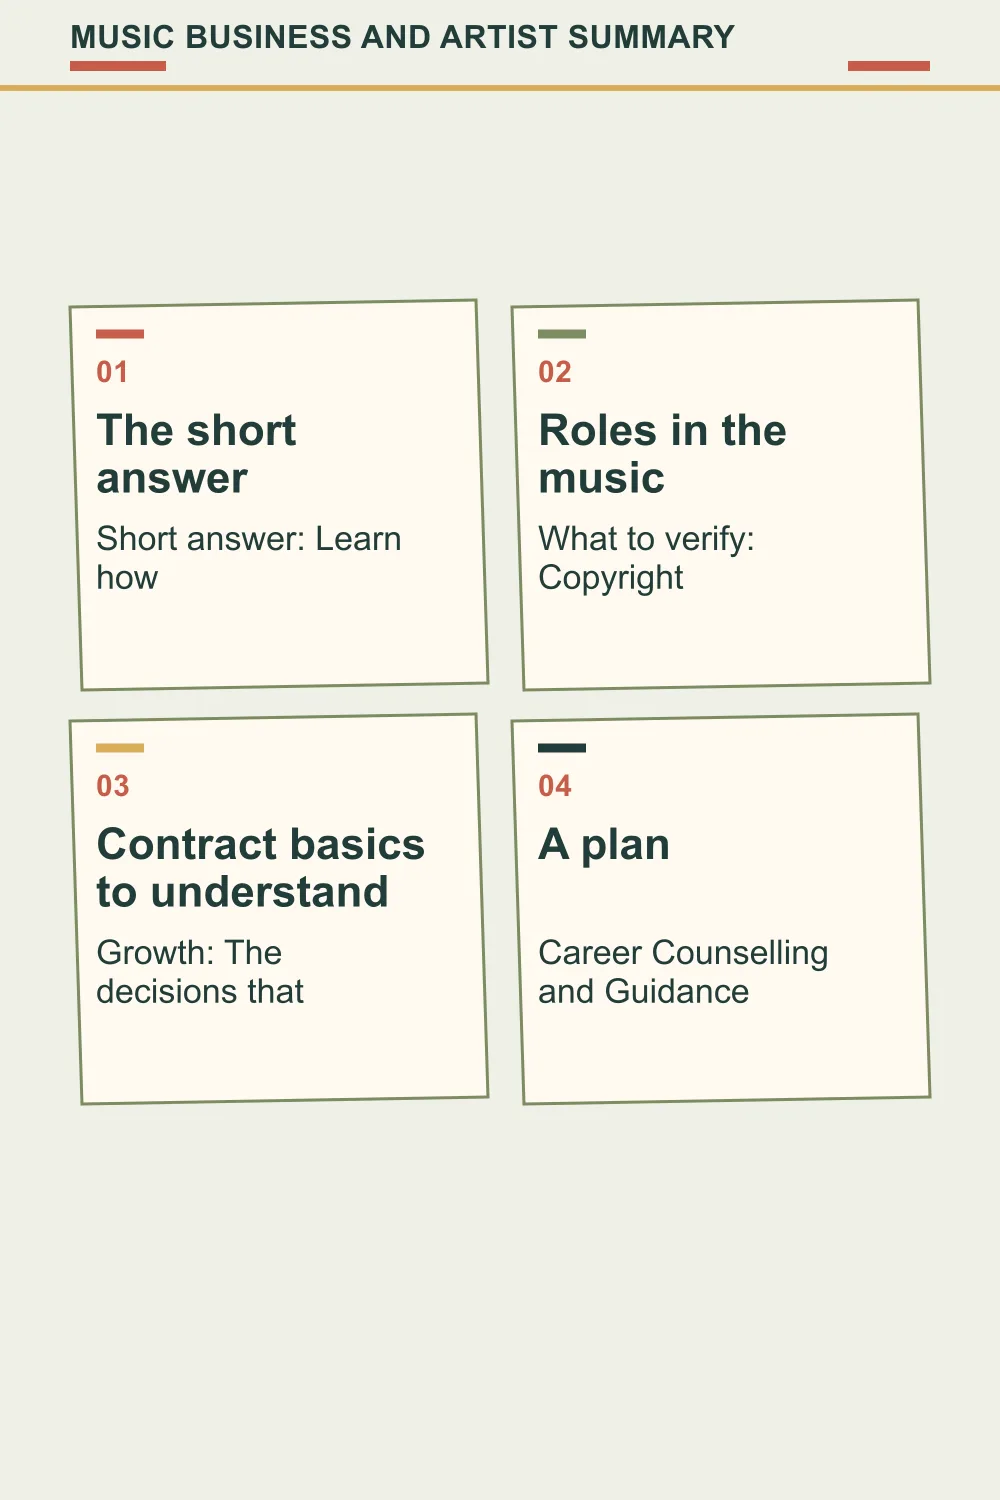 MUSIC BUSINESS AND ARTIST SUMMARY
01
The short
answer
Short answer: Learn
how
02
Roles in the
music
What to verify:
Copyright
03
Contract basics
to understand
Growth: The
decisions that
04
A plan
Career Counselling
and Guidance